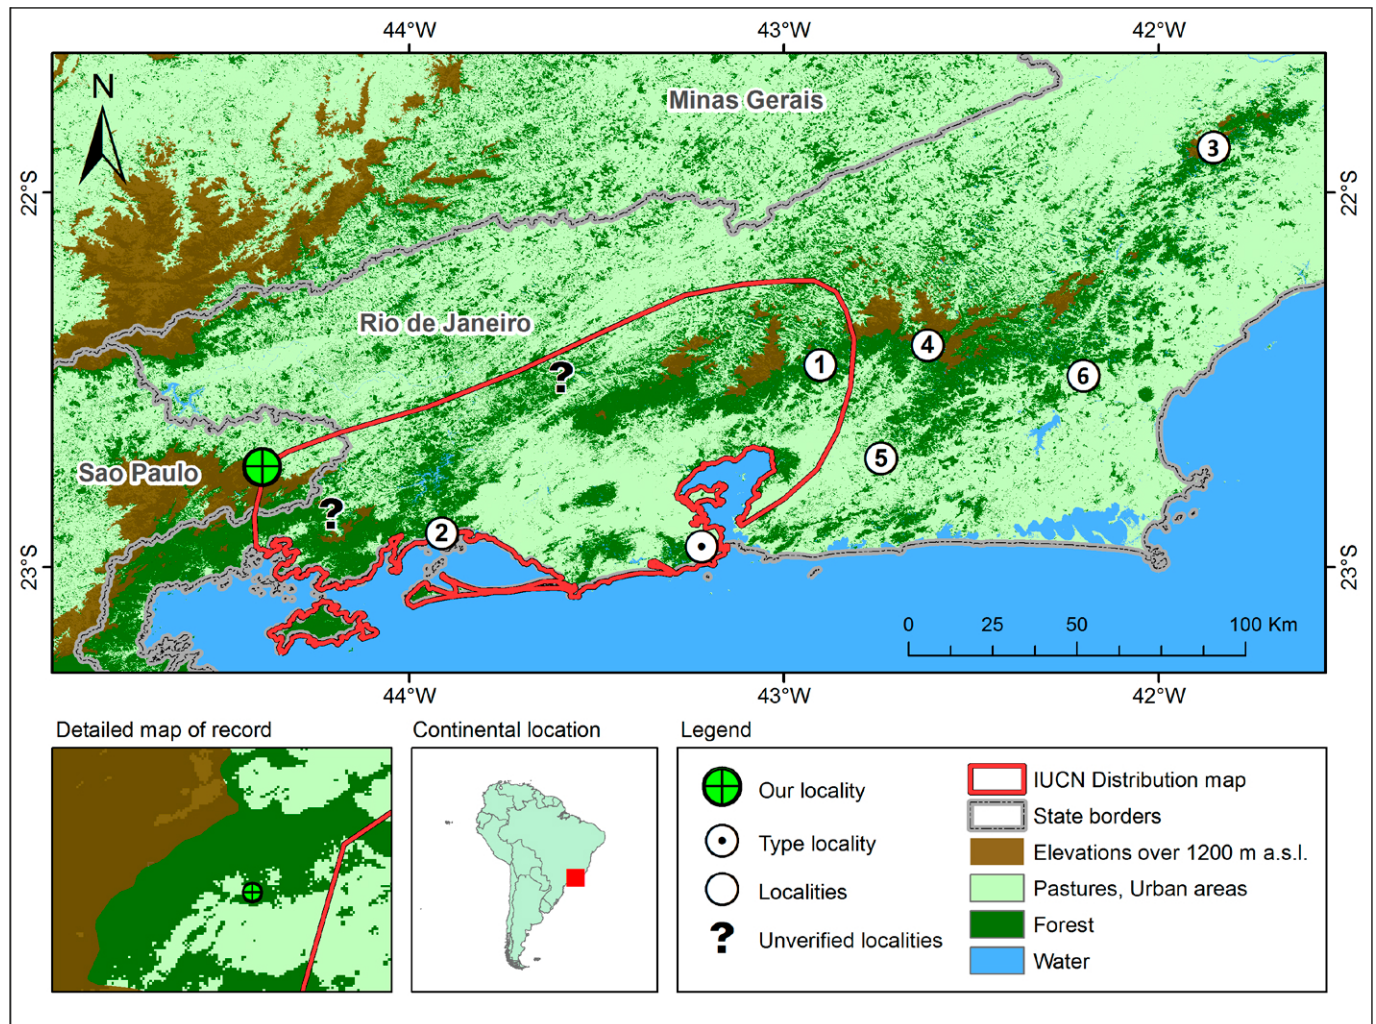 44°W 43°W 42°W
N
Minas Gerais
3
22°S 22°S
Rio de Janeiro
4
1
?
6
Sao Paulo
5
?
2
23°S 23°S
0 25 50 100 Km
44°W 43°W 42°W
Detailed map of record
Continental location
Legend
Our locality
Type locality
Localities
? Unverified localities
IUCN Distribution map
State borders
Elevations over 1200 m a.s.l.
Pastures, Urban areas
Forest
Water